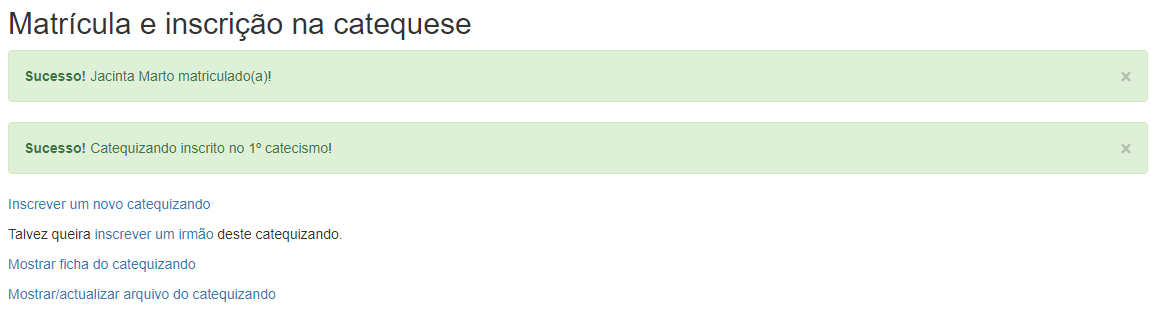 Matrícula e inscrição na catequese
Sucesso! Jacinta Marto matriculado(a)!
×
Sucesso! Catequizando inscrito no 1º catecismo!
×
Inscrever um novo catequizando
Talvez queira inscrever um irmão deste catequizando.
Mostrar ficha do catequizando
Mostrar/actualizar arquivo do catequizando